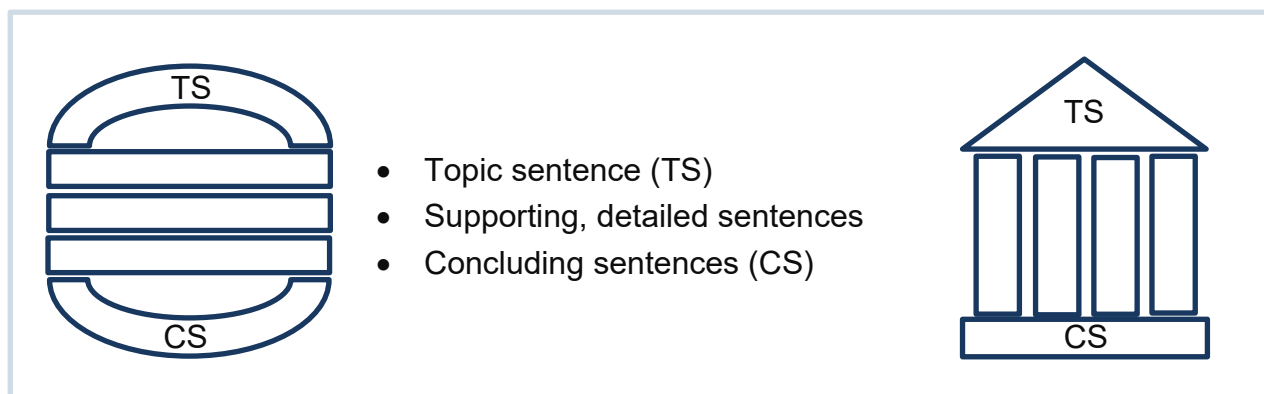 TS
CS
• Topic sentence (TS)
• Supporting, detailed sentences
• Concluding sentences (CS)
TS
CS